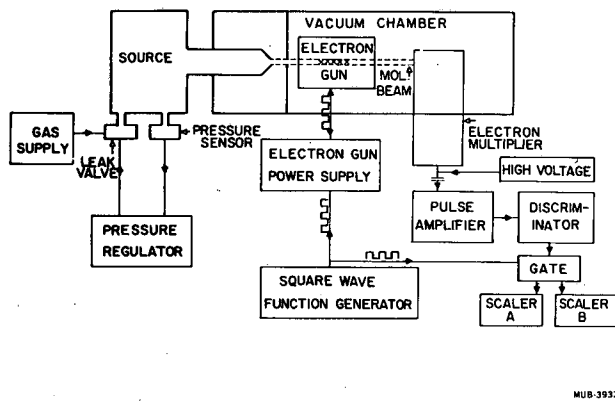 VACUUM CHAMBER
SOURCE
ELECTRON
GUN
MOL.
BEAM
GAS
SUPPLY
LEAK
VALVE
PRESSURE
SENSOR
ELECTRON
MULTIPLIER
ELECTRON GUN
POWER SUPPLY
HIGH VOLTAGE
PRESSURE
REGULATOR
PULSE
AMPLIFIER
DISCRIM-
INATOR
SQUARE WAVE
FUNCTION GENERATOR
GATE
SCALER
A
SCALER
B